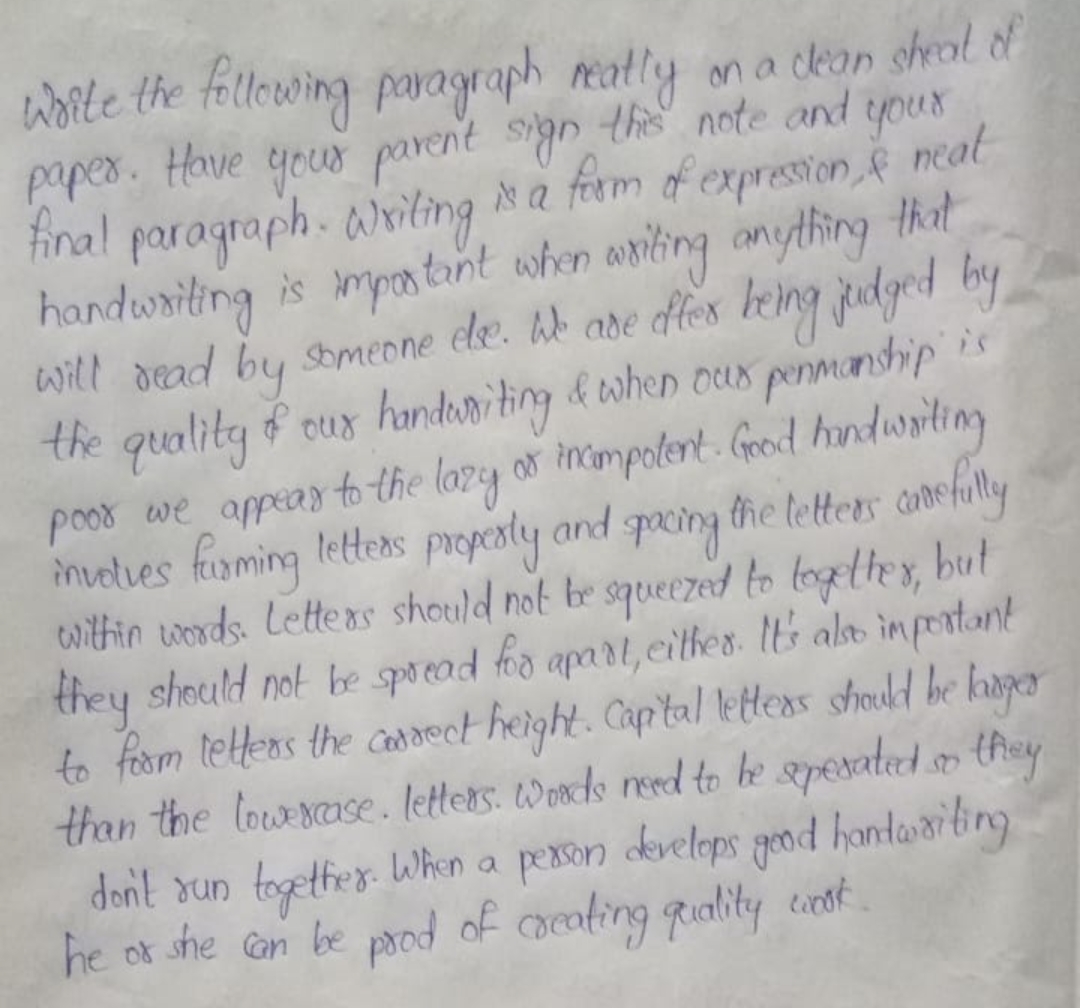 Write the following paragraph neatly on a clean sheat of
paper. Have your parent sign this note and your
final paragraph. Writing is a form of expression, & neat
handwriting is important when writing anything that
will read by someone else. We are offer being judged by
the quality of our handwriting & when our penmanship is
poor we appear to the lazy or incompotent. Good handwriting
involves furming letters properly and spacing the letters carefully
within words. Letters should not be squeezed to together, but
they should not be spread for apart, either. It's also important
to form letters the correct height. Capital letters should be larger
than the lowercase. letters. Words need to be seperated so they
don't run together. When a person develops good handwriting
he or she can be prod of creating quality work.